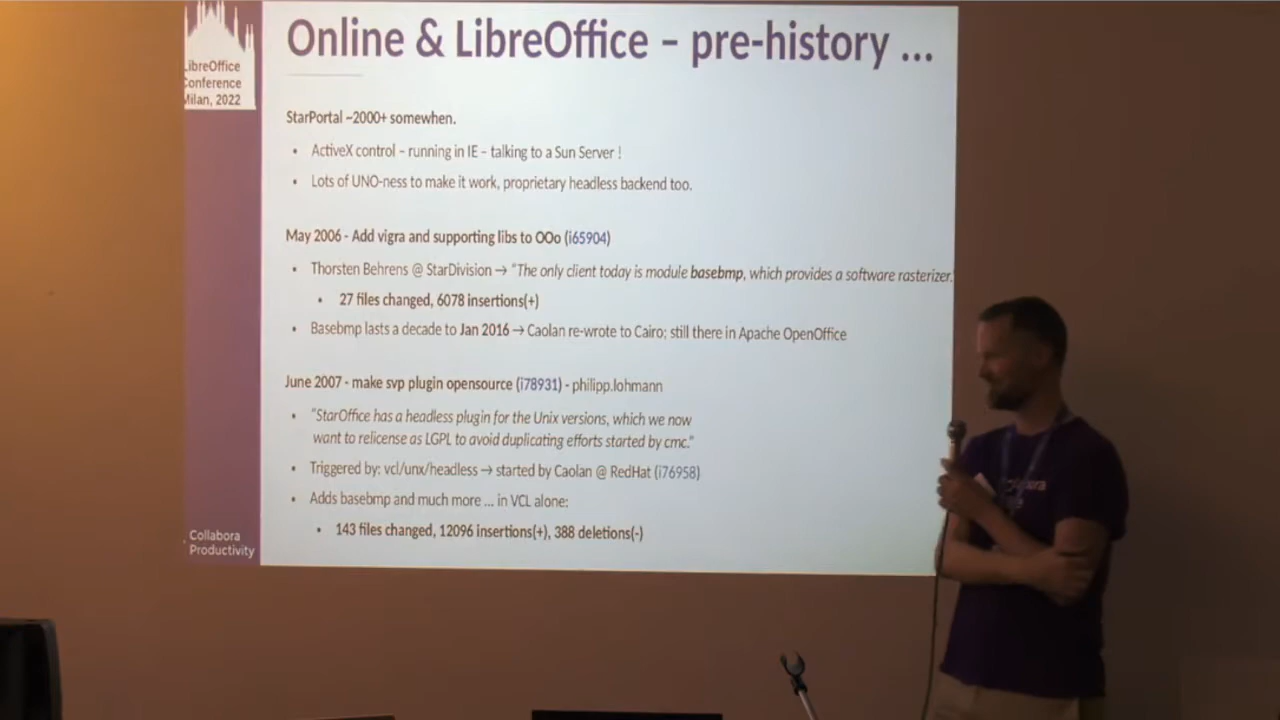 Online & LibreOffice – pre-history ...
LibreOffice
Conference
Milan, 2022
StarPortal ~2000+ somewhen.
• ActiveX control – running in IE – talking to a Sun Server !
• Lots of UNO-ness to make it work, proprietary headless backend too.
May 2006 - Add vigra and supporting libs to OOo (i65904)
• Thorsten Behrens @ StarDivision → “The only client today is module basebmp, which provides a software rasterizer.”
• 27 files changed, 6078 insertions(+)
• Basebmp lasts a decade to Jan 2016 → Caolan re-wrote to Cairo; still there in Apache OpenOffice
June 2007 - make svp plugin opensource (i78931) - philipp.lohmann
• “StarOffice has a headless plugin for the Unix versions, which we now
want to relicense as LGPL to avoid duplicating efforts started by cmc.”
• Triggered by: vcl/unx/headless → started by Caolan @ RedHat (i76958)
• Adds basebmp and much more ... in VCL alone:
• 143 files changed, 12096 insertions(+), 388 deletions(-)
Collabora
Productivity